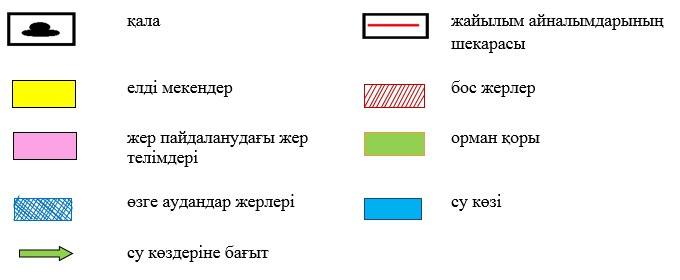 қала
жайылым айналымдарының
шекарасы
елді мекендер
бос жерлер
жер пайдаланудағы жер
телімдері
орман қоры
өзге аудандар жерлері
су көзі
су көздеріне бағыт